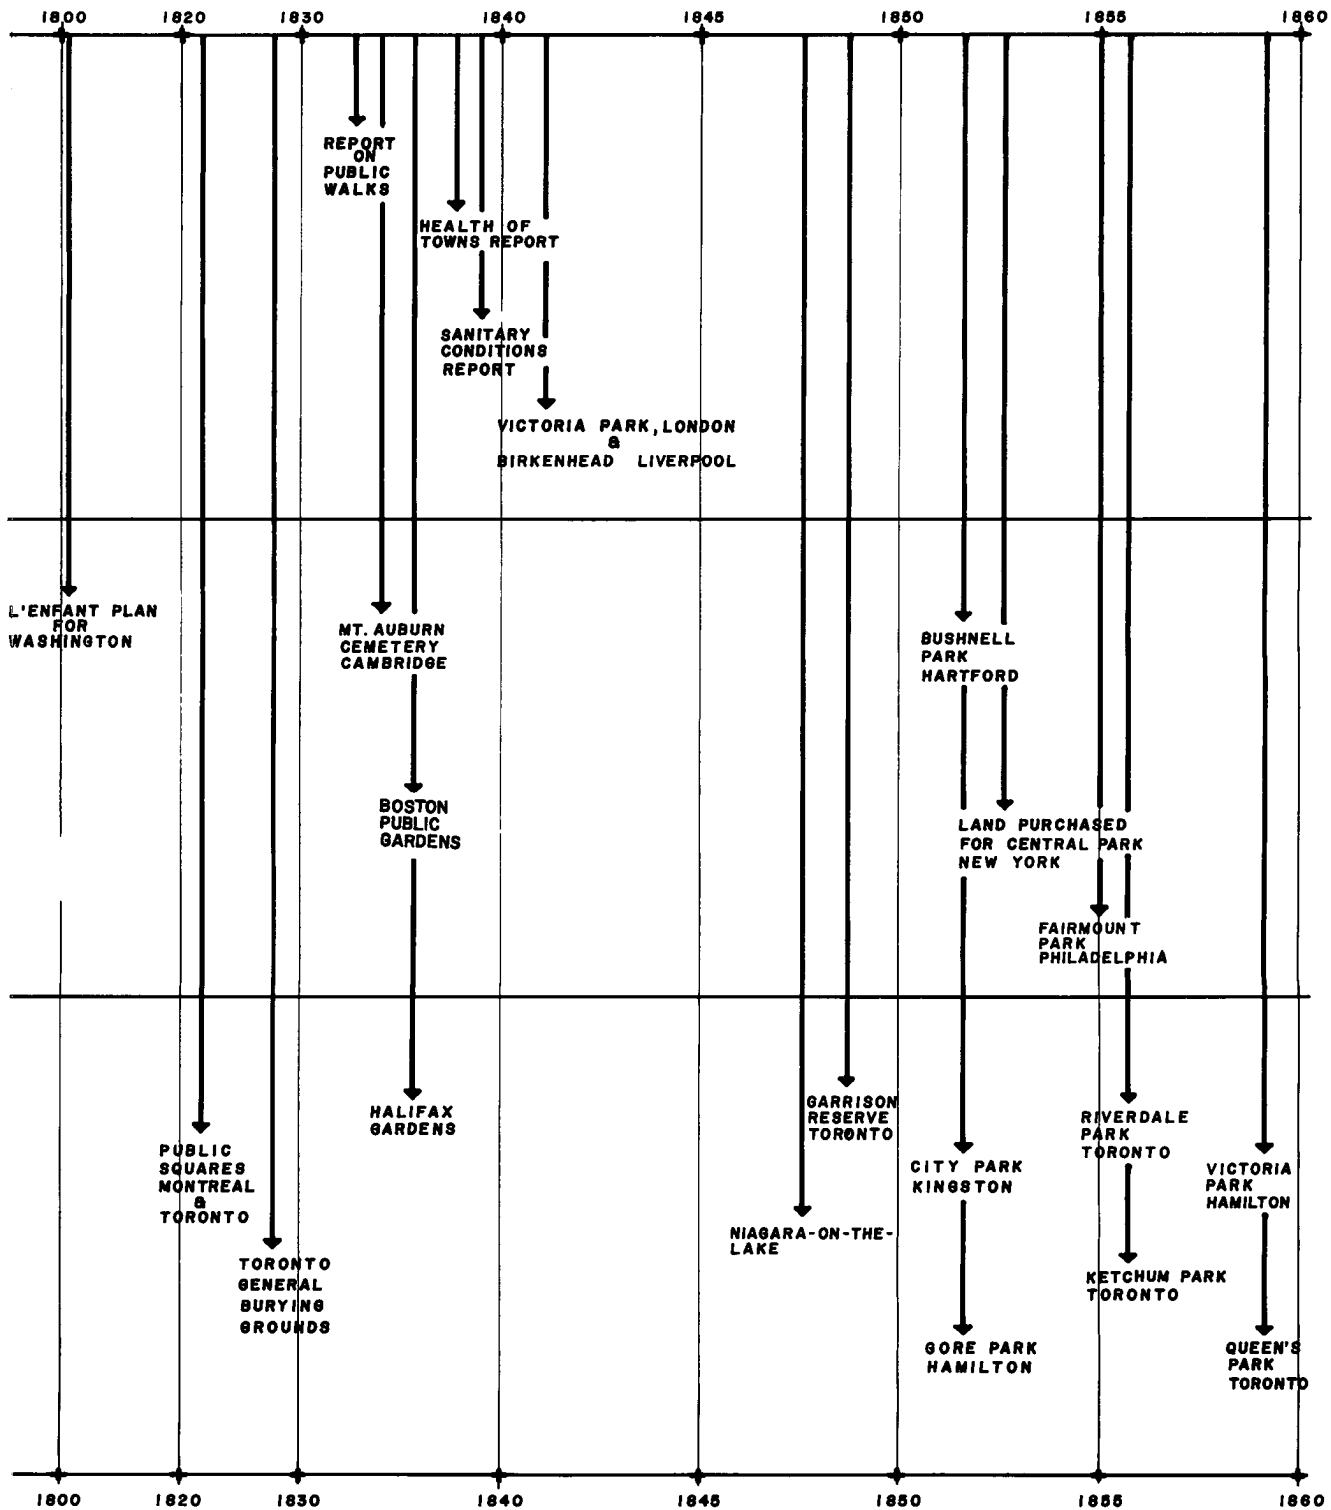 1800 1820 1830 1840 1845 1850 1855 1860
REPORT
ON
PUBLIC
WALKS
HEALTH OF
TOWNS REPORT
SANITARY
CONDITIONS
REPORT
VICTORIA PARK, LONDON
&
BIRKENHEAD LIVERPOOL
L'ENFANT PLAN
FOR
WASHINGTON
MT. AUBURN
CEMETERY
CAMBRIDGE
BUSHNELL
PARK
HARTFORD
BOSTON
PUBLIC
GARDENS
LAND PURCHASED
FOR CENTRAL PARK
NEW YORK
FAIRMOUNT
PARK
PHILADELPHIA
PUBLIC
SQUARES
MONTREAL
&
TORONTO
TORONTO
GENERAL
BURYING
GROUNDS
HALIFAX
GARDENS
NIAGARA-ON-THE-
LAKE
GARRISON
RESERVE
TORONTO
CITY PARK
KINGSTON
GORE PARK
HAMILTON
RIVERDALE
PARK
TORONTO
KETCHUM PARK
TORONTO
VICTORIA
PARK
HAMILTON
QUEEN'S
PARK
TORONTO
1800 1820 1830 1840 1845 1850 1855 1860